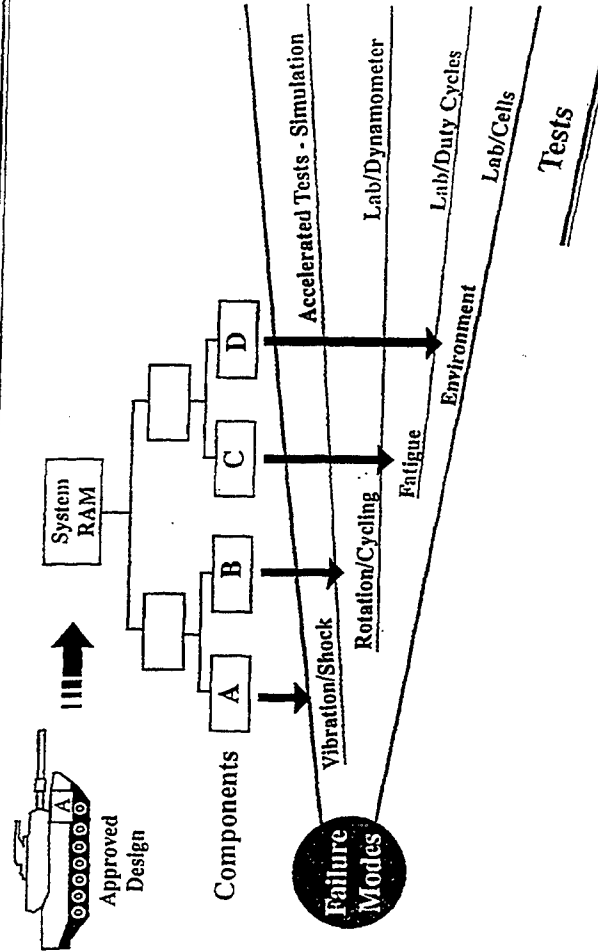 A
Approved
Design
System
RAM
Components
A
B
C
D
Failure
Modes
Vibration/Shock
Accelerated Tests - Simulation
Rotation/Cycling
Lab/Dynamometer
Fatigue
Lab/Duty Cycles
Environment
Lab/Cells
Tests